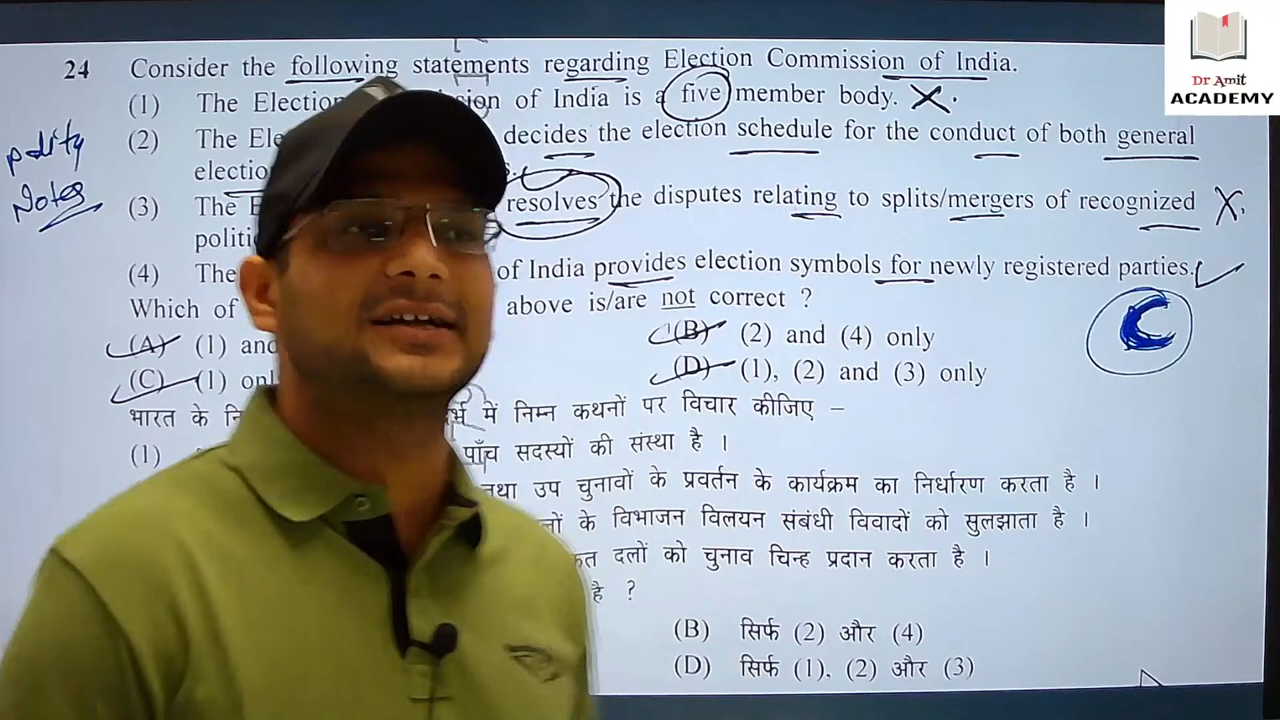 Dr Amit
ACADEMY
24 Consider the following statements regarding Election Commission of India.
(1) The Election of India is a five member body. X.
(2) The decides the election schedule for the conduct of both general
polity
Notes
(3) The resolves the disputes relating to splits/mergers of recognized X.
(4) The of India provides election symbols for newly registered parties.
Which of above is/are not correct ?
C
(A) (1) and (B) (2) and (4) only
(C) (1) (D) (1), (2) and (3) only
भारत के में निम्न कथनों पर विचार कीजिए –
(1) पाँच सदस्यों की संस्था है ।
तथा उप चुनावों के प्रवर्तन के कार्यक्रम का निर्धारण करता है ।
के विभाजन विलयन संबंधी विवादों को सुलझाता है ।
दलों को चुनाव चिन्ह प्रदान करता है ।
है ?
(B) सिर्फ (2) और (4)
(D) सिर्फ (1), (2) और (3)